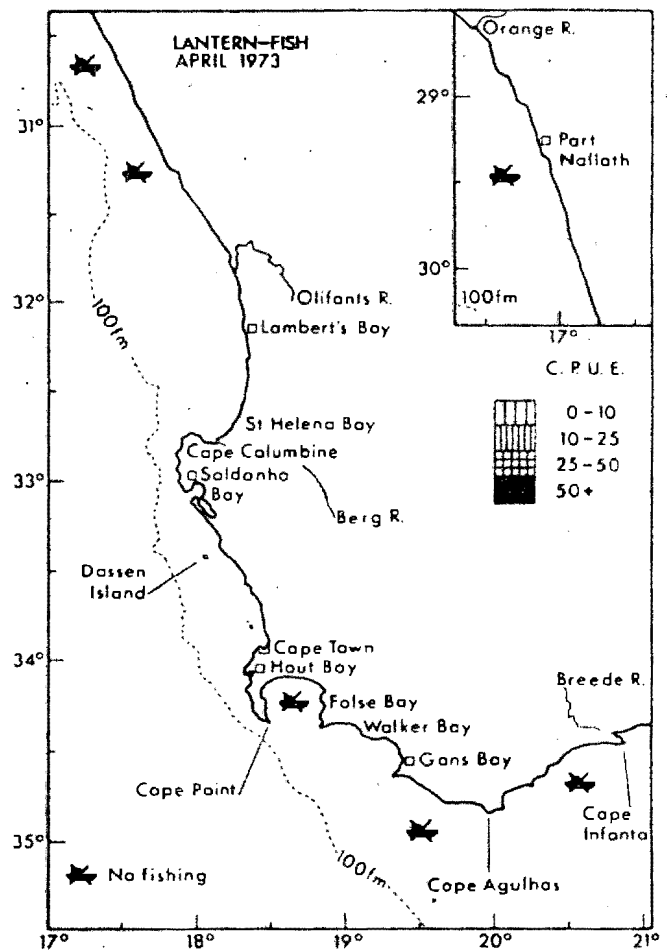 LANTERN-FISH
APRIL 1973
Orange R.
29°
Part
Naflath
30°
100fm
17°
31°
32°
33°
34°
35°
100fm
Olifants R.
Lambert's Bay
C. P. U. E.
0-10
10-25
25-50
50+
St Helena Bay
Cape Calumbine
Saldanha
Bay
Berg R.
Dassen
Island
Cape Town
Hout Bay
False Bay
Walker Bay
Gans Bay
Breede R.
Cape Point
Cape
Infanta
Cape Agulhas
100fm
No fishing
17°
18°
19°
20°
21°